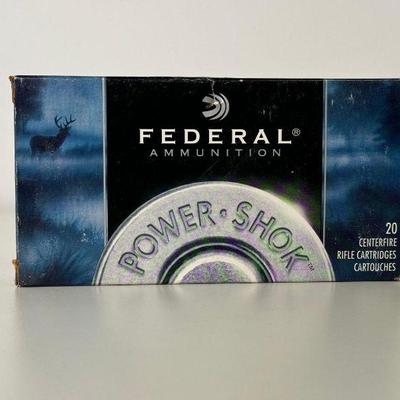 FEDERAL®
AMMUNITION
POWER·SHOK™
20
CENTERFIRE
RIFLE CARTRIDGES
CARTOUCHES